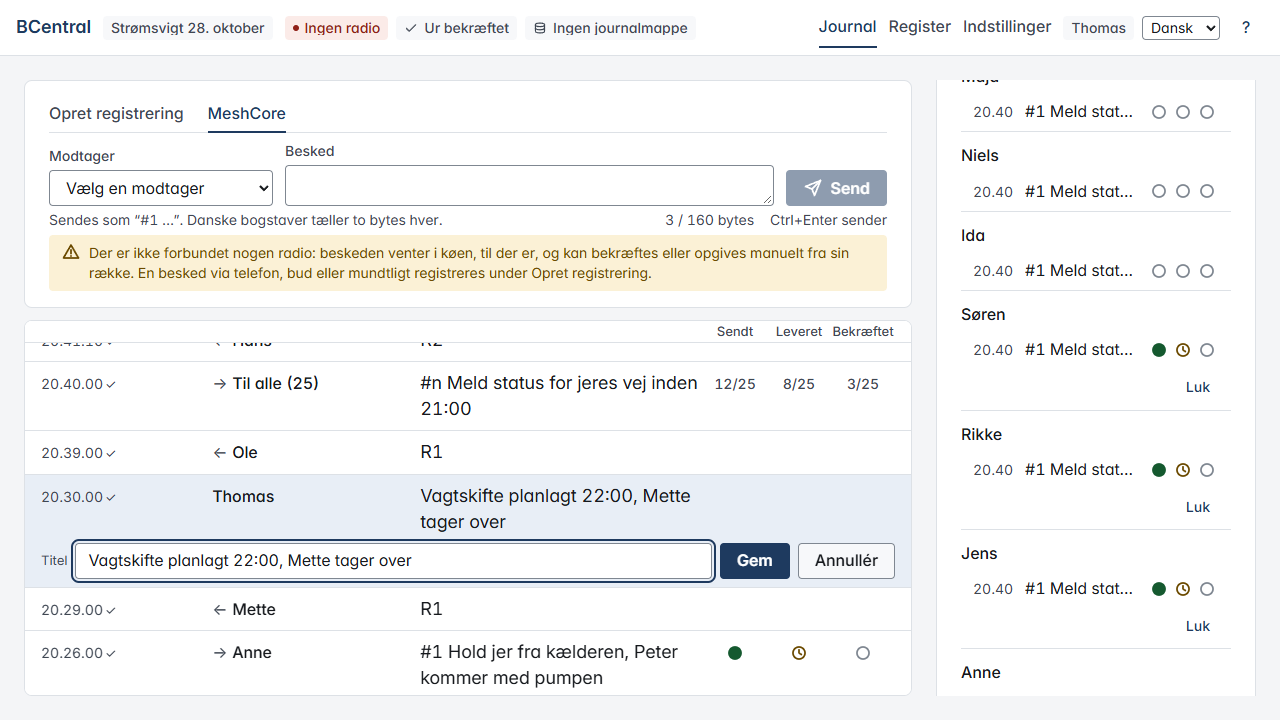 BCentral Strømsvigt 28. oktober Ingen radio Ur bekræftet Ingen journalmappe Journal Register Indstillinger Thomas Dansk ?
Opret registrering MeshCore
Modtager
Besked
Vælg en modtager
Send
Sendes som “#1 …”. Danske bogstaver tæller to bytes hver.
3 / 160 bytes Ctrl+Enter sender
Der er ikke forbundet nogen radio: beskeden venter i køen, til der er, og kan bekræftes eller opgives manuelt fra sin
række. En besked via telefon, bud eller mundtligt registreres under Opret registrering.
Sendt Leveret Bekræftet
20.40.00 → Til alle (25) #n Meld status for jeres vej inden 12/25 8/25 3/25
21:00
20.39.00 ← Ole R1
20.30.00 Thomas Vagtskifte planlagt 22:00, Mette
tager over
Titel Vagtskifte planlagt 22:00, Mette tager over Gem Annullér
20.29.00 ← Mette R1
20.26.00 → Anne #1 Hold jer fra kælderen, Peter
kommer med pumpen
Maja
20.40 #1 Meld stat…
Niels
20.40 #1 Meld stat…
Ida
20.40 #1 Meld stat…
Søren
20.40 #1 Meld stat…
Luk
Rikke
20.40 #1 Meld stat…
Luk
Jens
20.40 #1 Meld stat…
Luk
Anne